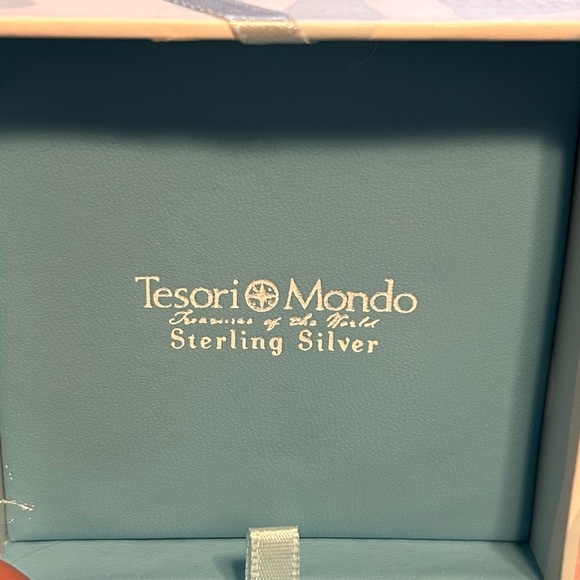 Tesori Mondo
Treasures of the World
Sterling Silver